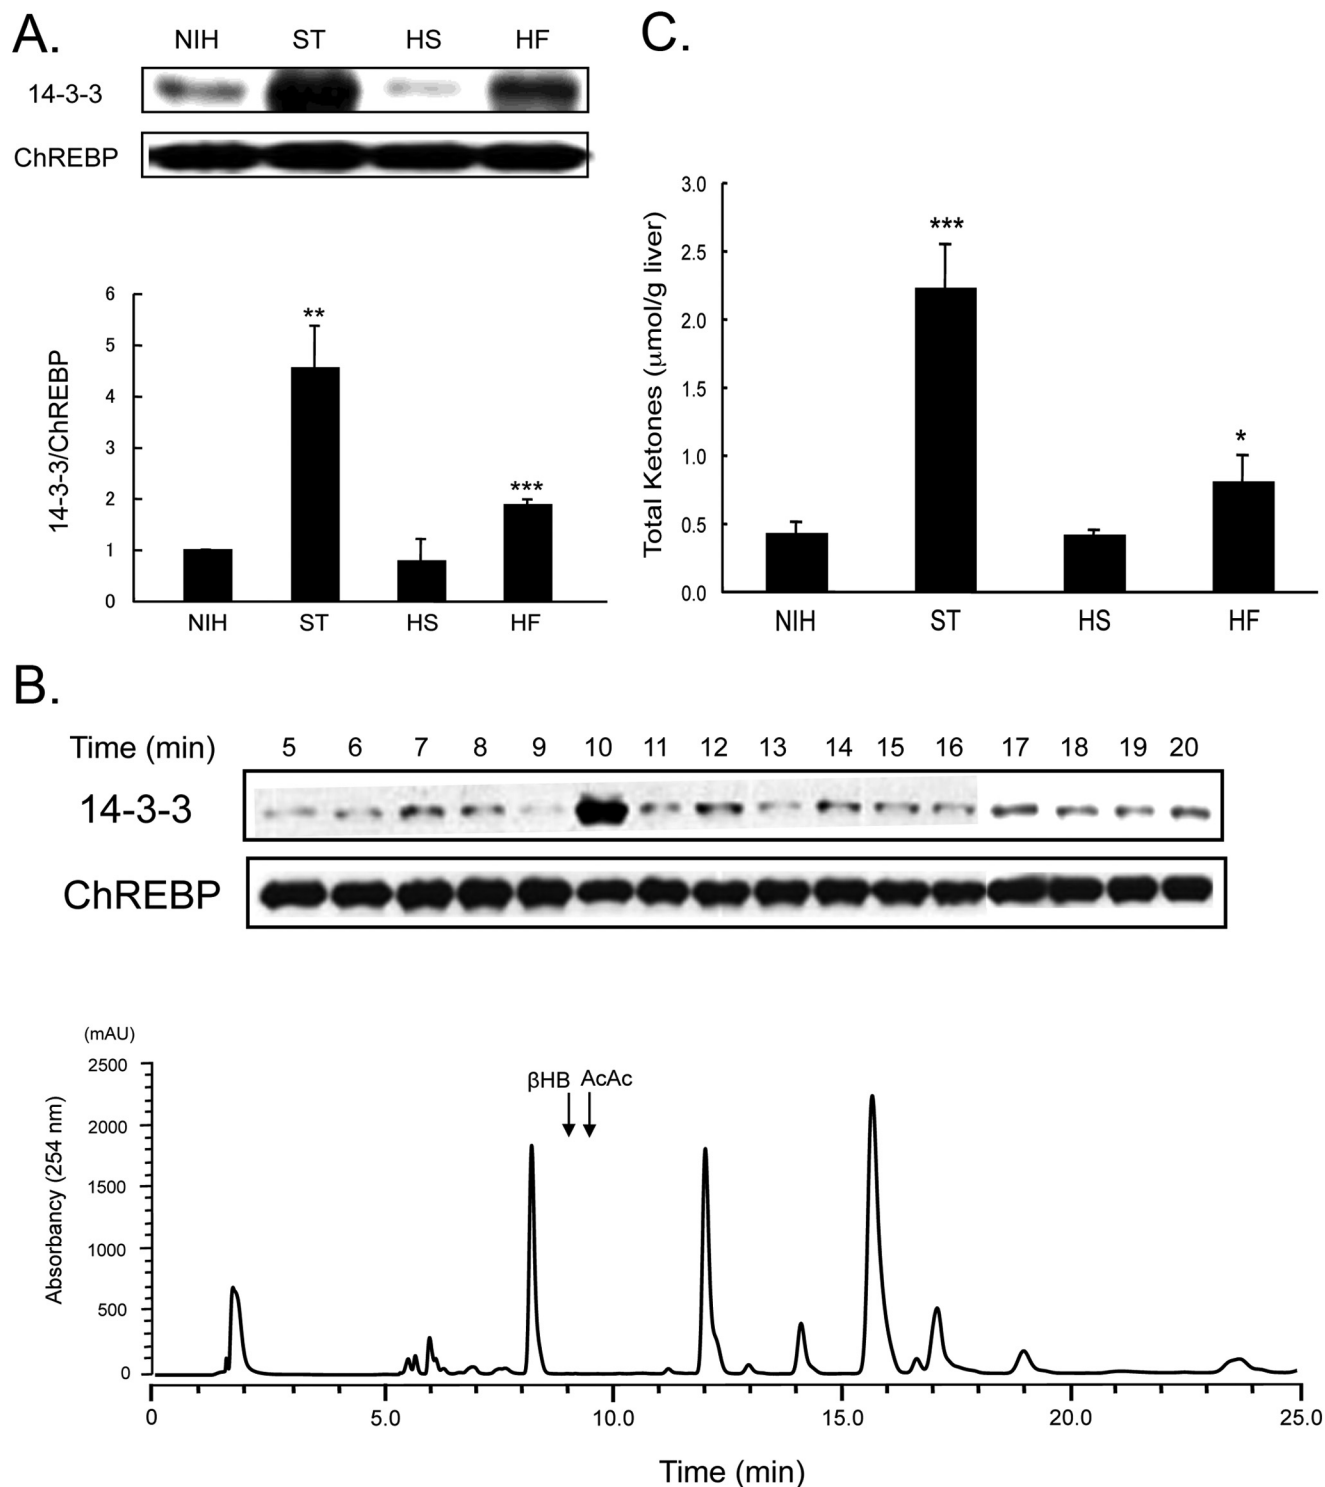 A.
NIH ST HS HF
14-3-3
ChREBP
6
5
4
3
2
1
0
14-3-3/ChREBP
**
***
NIH ST HS HF
C.
3.0
2.5
2.0
1.5
1.0
0.5
0.0
Total Ketones (μmol/g liver)
***
*
NIH ST HS HF
B.
Time (min) 5 6 7 8 9 10 11 12 13 14 15 16 17 18 19 20
14-3-3
ChREBP
(mAU)
2500
2000
1500
1000
500
0
Absorbancy (254 nm)
βHB AcAc
0 5.0 10.0 15.0 20.0 25.0
Time (min)